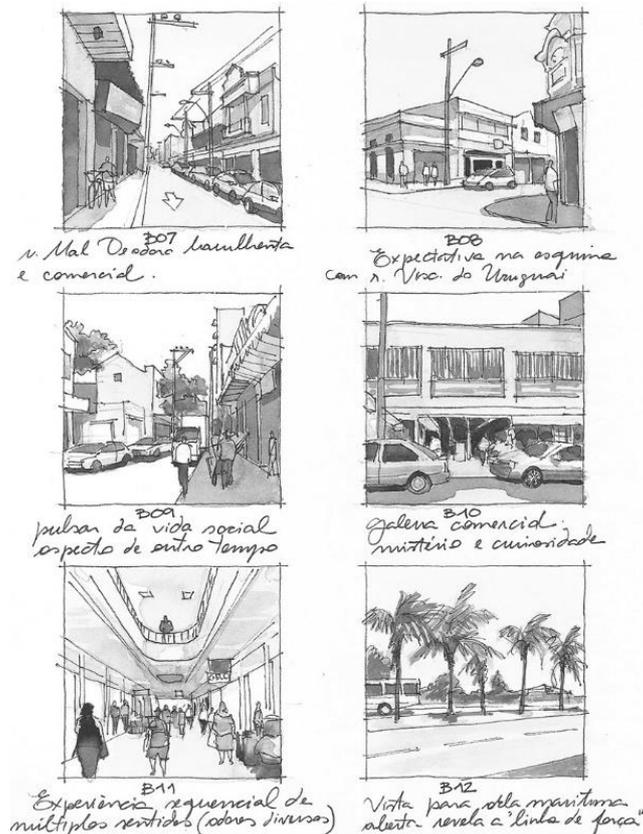 B07
r. Mal Deodoro barulhenta
e comercial.
B08
Expectativa na esquina
com r. Visc. do Uruguai
B09
pulsar da vida social
aspecto de outro tempo
B10
galeria comercial,
mistério e curiosidade
B11
Experiência sequencial de
múltiplos sentidos (odores diversos)
B12
Vista para orla marítima
aberta revela a "linha de força"